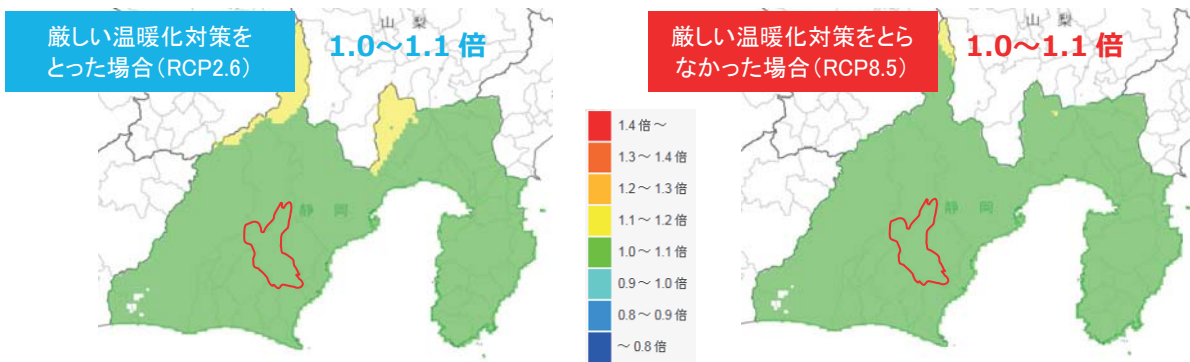 厳しい温暖化対策を
とった場合（RCP2.6）
1.0～1.1 倍
山 梨
静 岡
1.4 倍～
1.3～1.4 倍
1.2～1.3 倍
1.1～1.2 倍
1.0～1.1 倍
0.9～1.0 倍
0.8～0.9 倍
～0.8 倍
厳しい温暖化対策をとら
なかった場合（RCP8.5）
1.0～1.1 倍
山 梨
静 岡